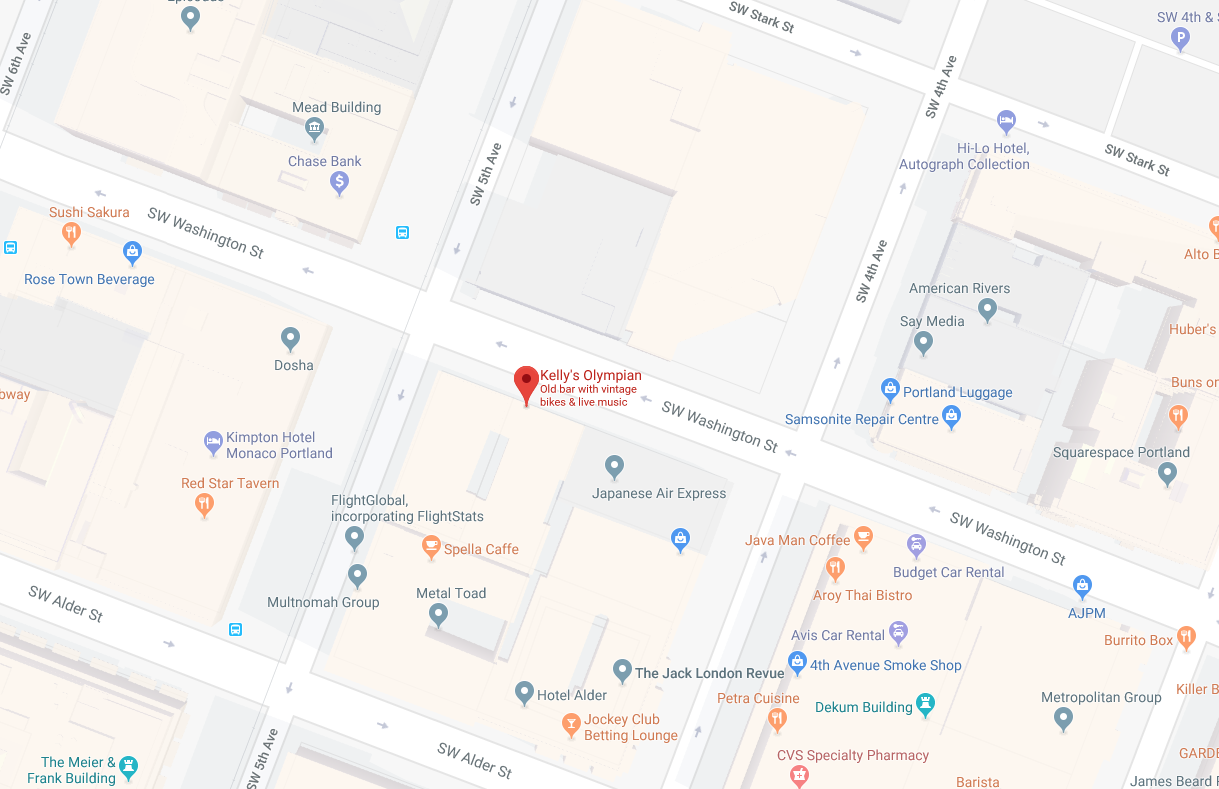 SW Stark St
SW 4th & S
SW 6th Ave
SW 4th Ave
Mead Building
Hi-Lo Hotel,
Autograph Collection
SW Stark St
Chase Bank
SW 5th Ave
Sushi Sakura
SW Washington St
Rose Town Beverage
SW 4th Ave
Alto B
American Rivers
Say Media
Huber's
Dosha
Kelly's Olympian
Old bar with vintage
bikes & live music
Buns on
bway
Portland Luggage
SW Washington St
Samsonite Repair Centre
Kimpton Hotel
Monaco Portland
Squarespace Portland
Red Star Tavern
Japanese Air Express
FlightGlobal,
incorporating FlightStats
SW Washington St
Spella Caffe
Java Man Coffee
Budget Car Rental
Multnomah Group
Metal Toad
Aroy Thai Bistro
AJPM
SW Alder St
Avis Car Rental
Burrito Box
4th Avenue Smoke Shop
The Jack London Revue
Hotel Alder
Petra Cuisine
Dekum Building
Metropolitan Group
Killer B
Jockey Club
Betting Lounge
SW 5th Ave
SW Alder St
The Meier &
Frank Building
CVS Specialty Pharmacy
GARDE
Barista
James Beard P